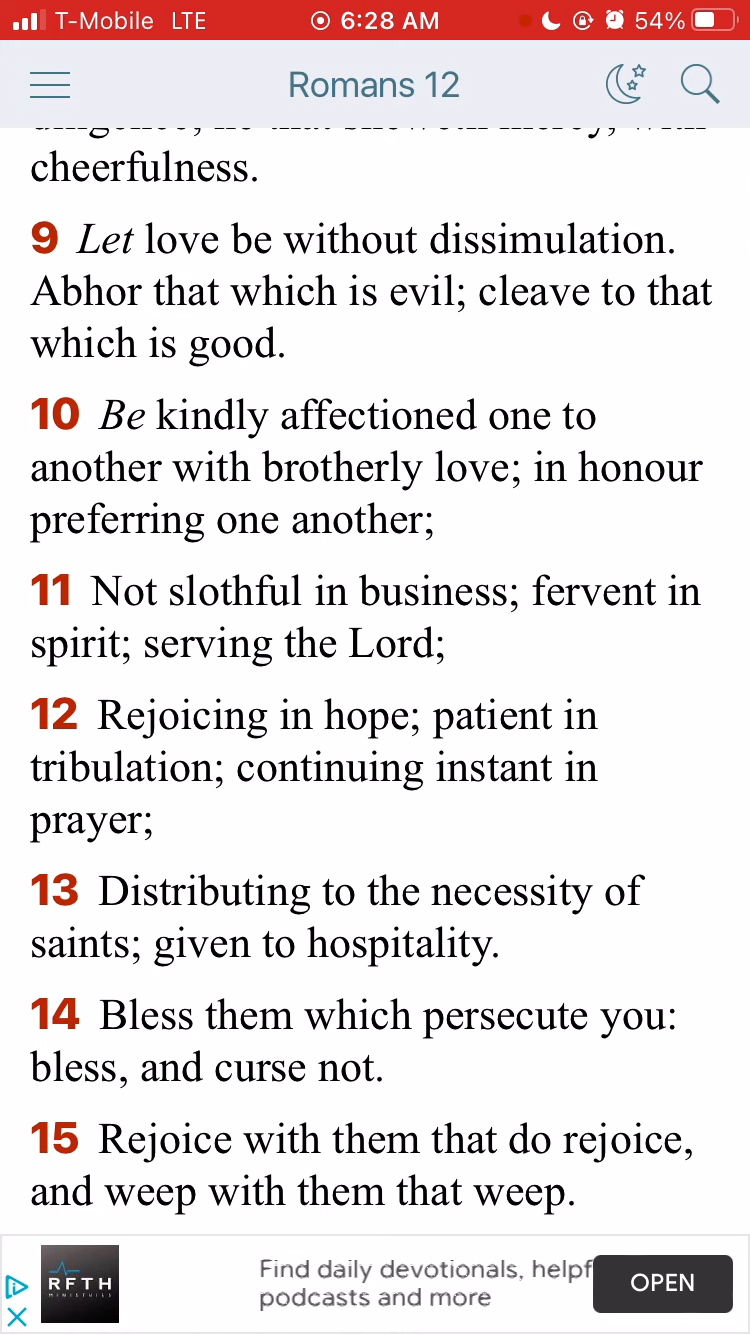 T-Mobile LTE 6:28 AM 54%
Romans 12
cheerfulness.
9 Let love be without dissimulation.
Abhor that which is evil; cleave to that
which is good.
10 Be kindly affectioned one to
another with brotherly love; in honour
preferring one another;
11 Not slothful in business; fervent in
spirit; serving the Lord;
12 Rejoicing in hope; patient in
tribulation; continuing instant in
prayer;
13 Distributing to the necessity of
saints; given to hospitality.
14 Bless them which persecute you:
bless, and curse not.
15 Rejoice with them that do rejoice,
and weep with them that weep.
RFTH
MINISTRIES
Find daily devotionals, helpf
podcasts and more
OPEN